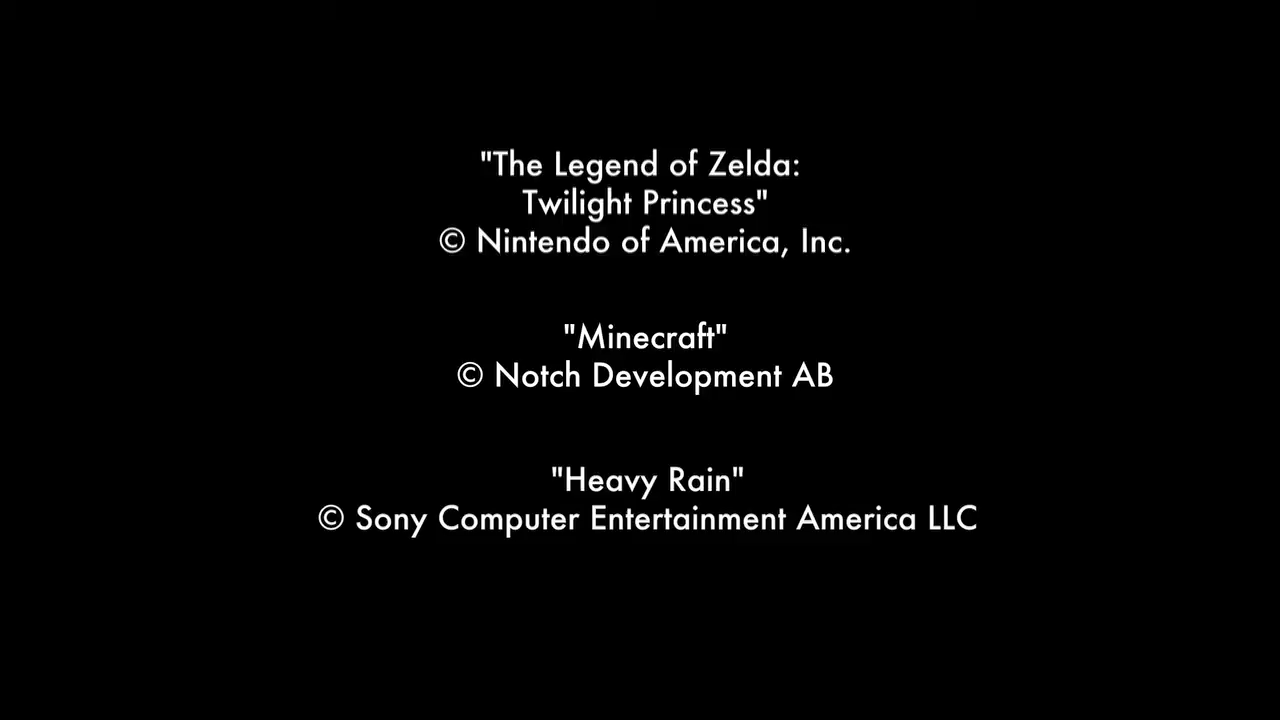 "The Legend of Zelda:
Twilight Princess"
© Nintendo of America, Inc.
"Minecraft"
© Notch Development AB
"Heavy Rain"
© Sony Computer Entertainment America LLC